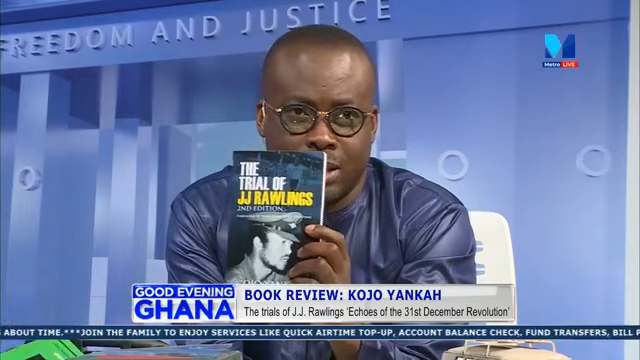 FREEDOM AND JUSTICE
M
Metro LIVE
THE
TRIAL OF
JJ RAWLINGS
2ND EDITION
GOOD EVENING
GHANA
BOOK REVIEW: KOJO YANKAH
The trials of J.J. Rawlings 'Echoes of the 31st December Revolution'
S ABOUT TIME.***JOIN THE FAMILY TO ENJOY SERVICES LIKE QUICK AIRTIME TOP-UP, ACCOUNT BALANCE CHECK, FUND TRANSFERS, BILL P